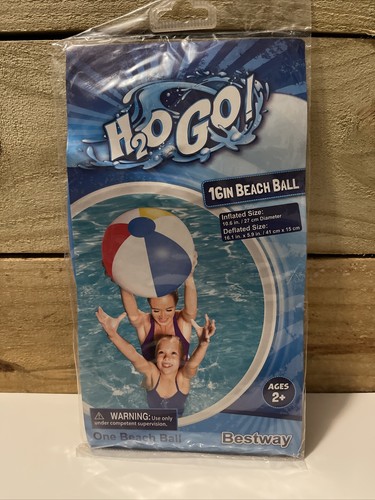 H2O GO!
16IN BEACH BALL
Inflated Size:
10.6 in. / 27 cm Diameter
Deflated Size:
16.1 in. x 5.9 in. / 41 cm x 15 cm
AGES
2+
WARNING: Use only
under competent supervision.
One Beach Ball
Bestway